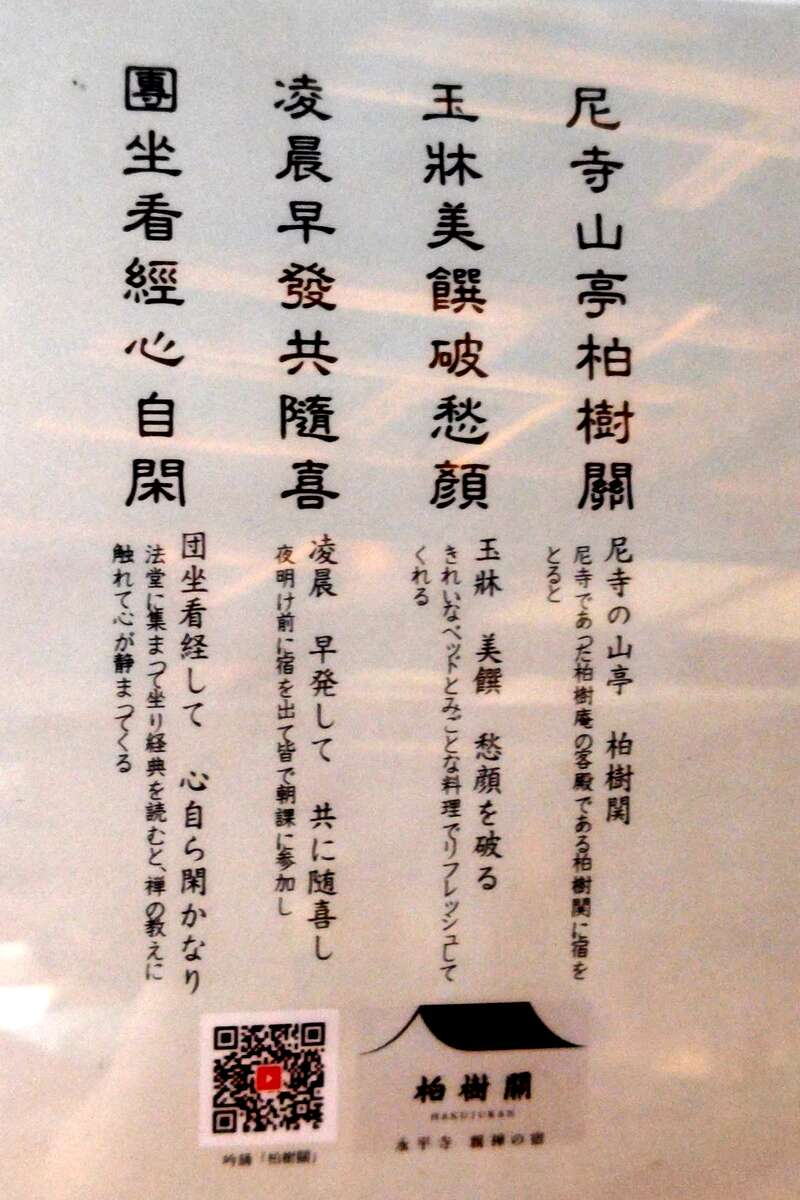 尼寺山亭柏樹關
尼寺の山亭　柏樹関
尼寺であった柏樹庵の客殿である柏樹関に宿を
とると
玉牀美饌破愁顔
玉牀　美饌　愁顔を破る
きれいなベッドとみごとな料理でリフレッシュして
くれる
凌晨早發共隨喜
凌晨　早発して　共に随喜し
夜明け前に宿を出て皆で朝課に参加し
團坐看經心自閑
団坐看経して　心自ら閑かなり
法堂に集まって坐り経典を読むと、禅の教えに
触れて心が静まってくる
吟誦「柏樹關」
柏樹關
HAKUJUKAN
永平寺 親禅の宿